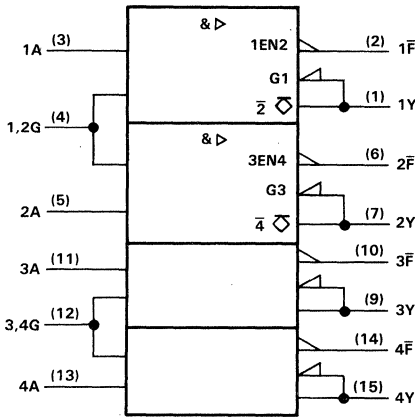 & ▷
1A (3) 1EN2 (2) 1F̅
G1
1,2G (4) 2̅ ◇̅ (1) 1Y
& ▷
3EN4 (6) 2F̅
2A (5) G3
4̅ ◇̅ (7) 2Y
3A (11) (10) 3F̅
3,4G (12) (9) 3Y
(14) 4F̅
4A (13) (15) 4Y